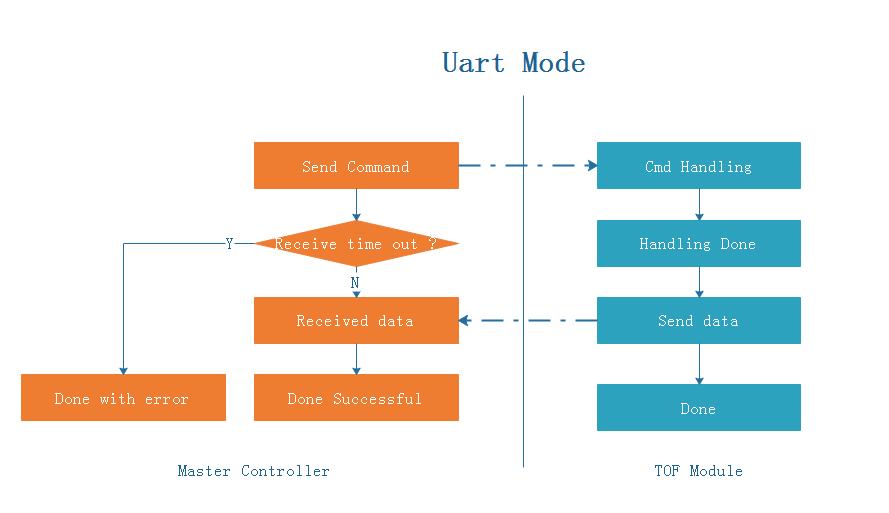 Uart Mode
Send Command
Cmd Handling
Receive time out ?
Y
Handling Done
N
Received data
Send data
Done with error
Done Successful
Done
Master Controller
TOF Module